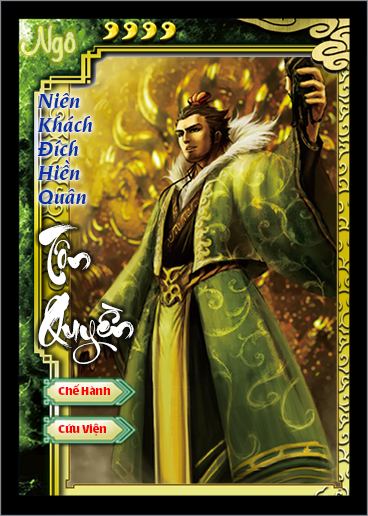 Ngô
Niên
Khách
Đích
Hiền
Quân
Tôn
Quyền
Chế Hành
Cứu Viện